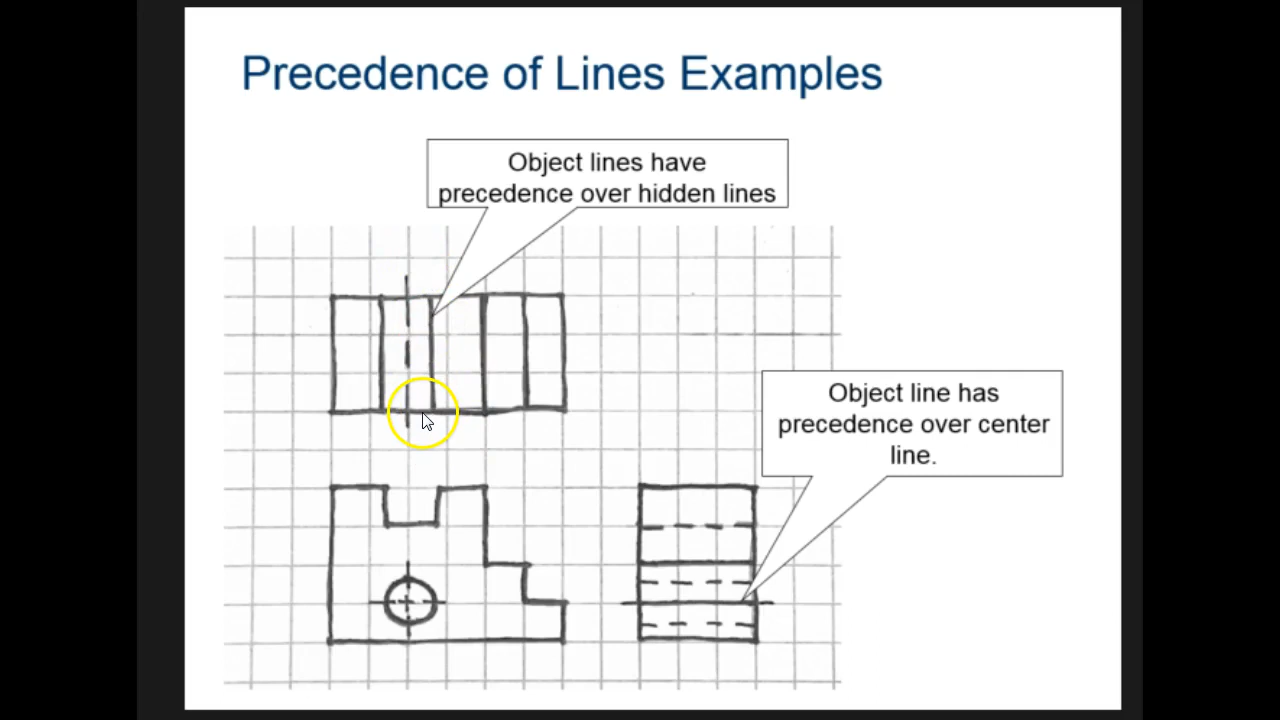 Precedence of Lines Examples
Object lines have
precedence over hidden lines
Object line has
precedence over center
line.